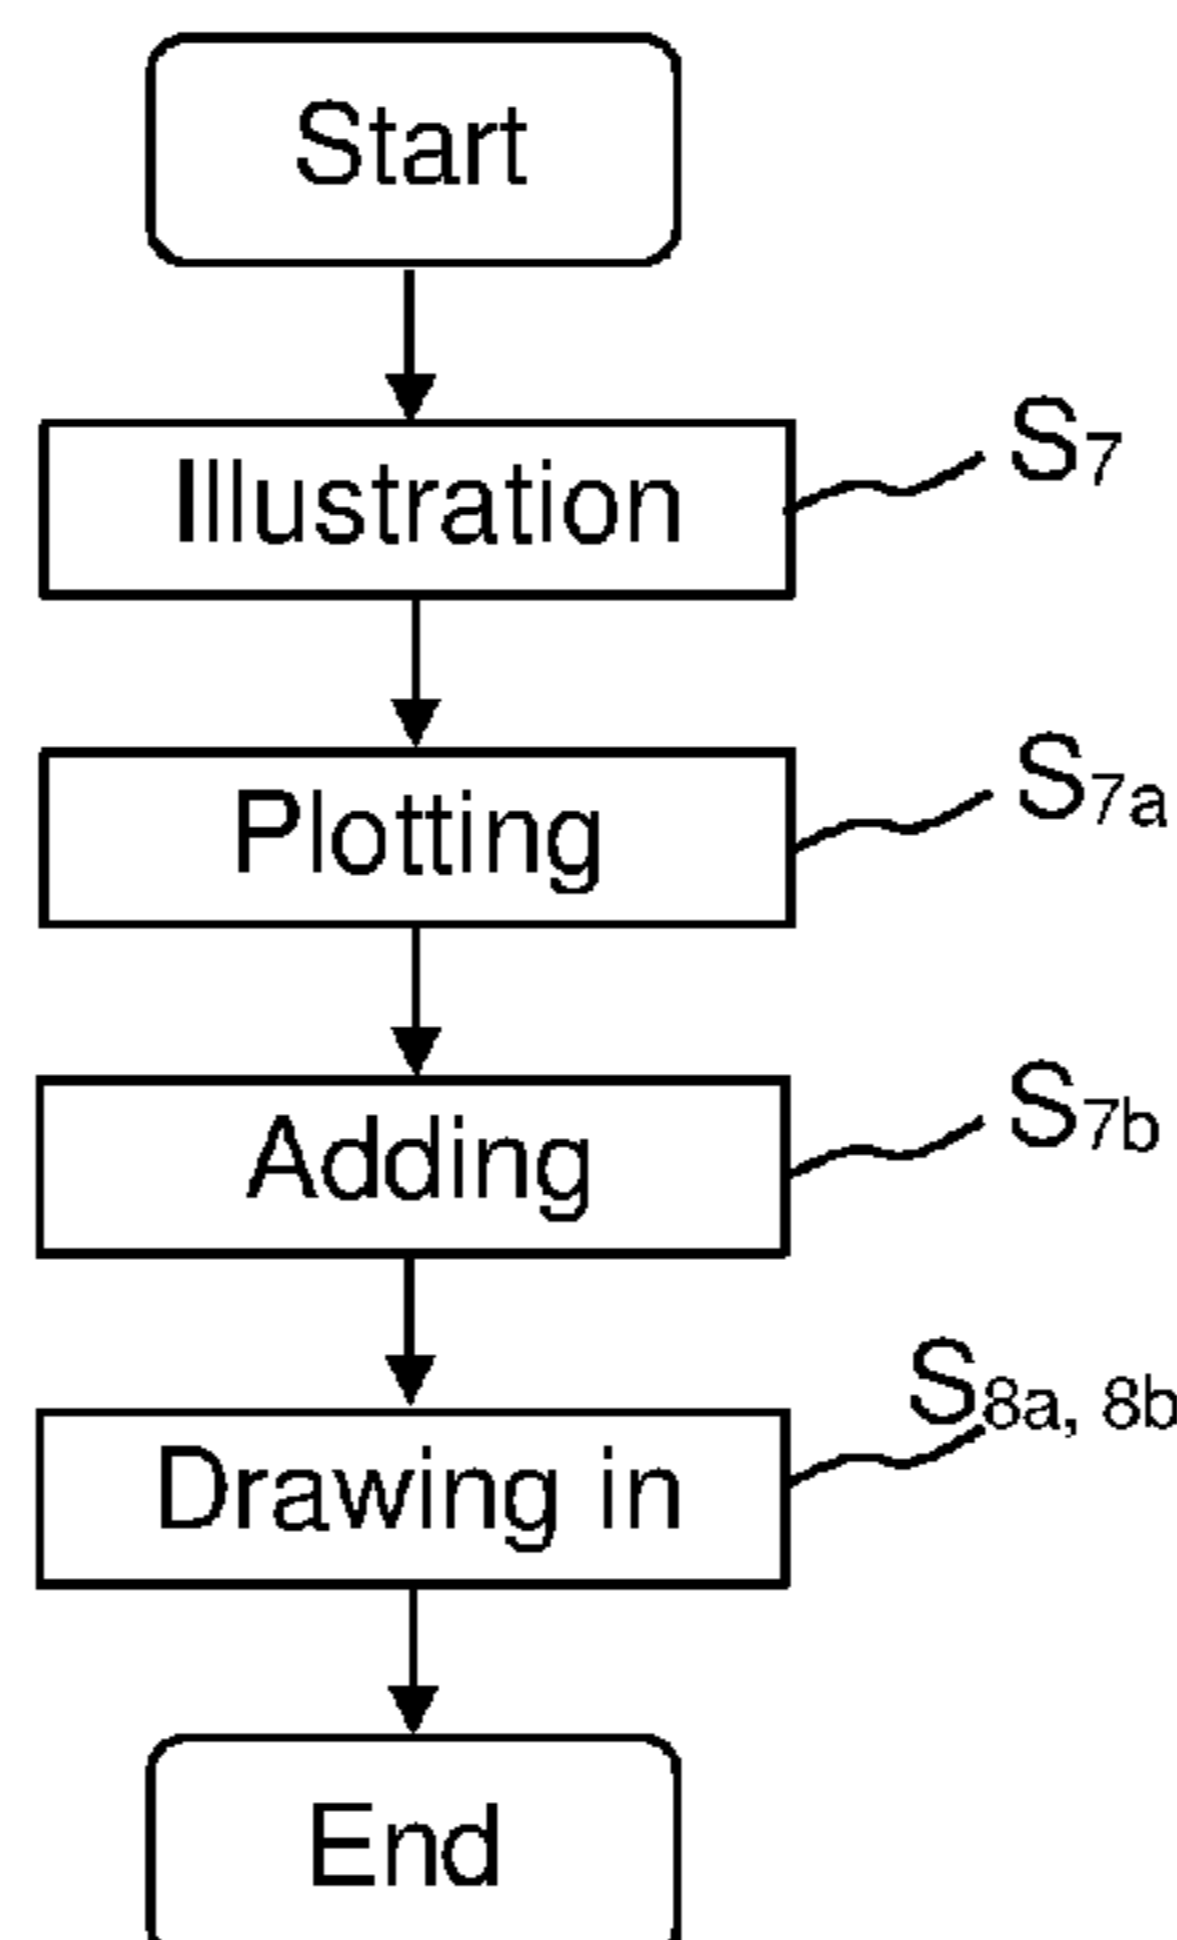 Start
Illustration S7
Plotting S7a
Adding S7b
Drawing in S8a, 8b
End